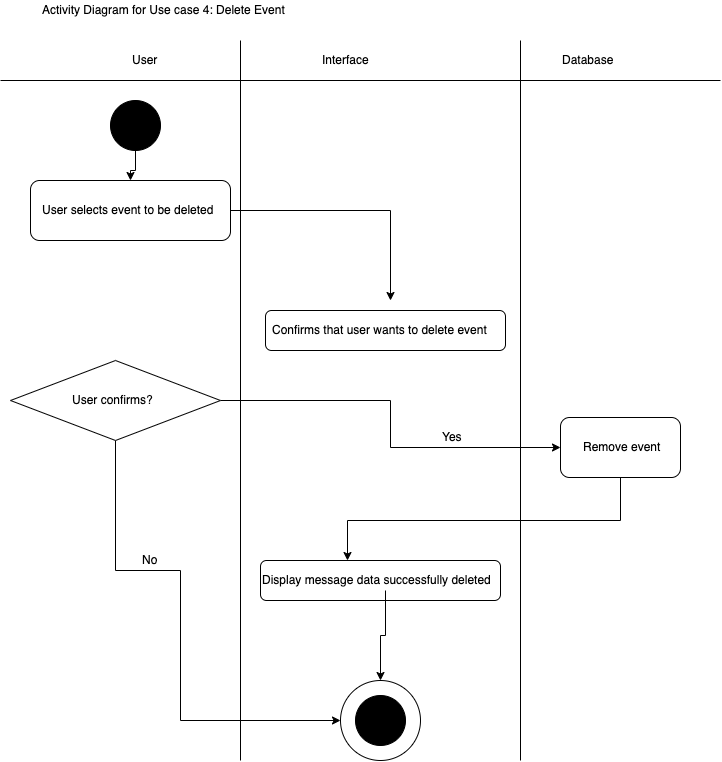 Activity Diagram for Use case 4: Delete Event
User
Interface
Database
User selects event to be deleted
Confirms that user wants to delete event
User confirms?
Yes
Remove event
No
Display message data successfully deleted